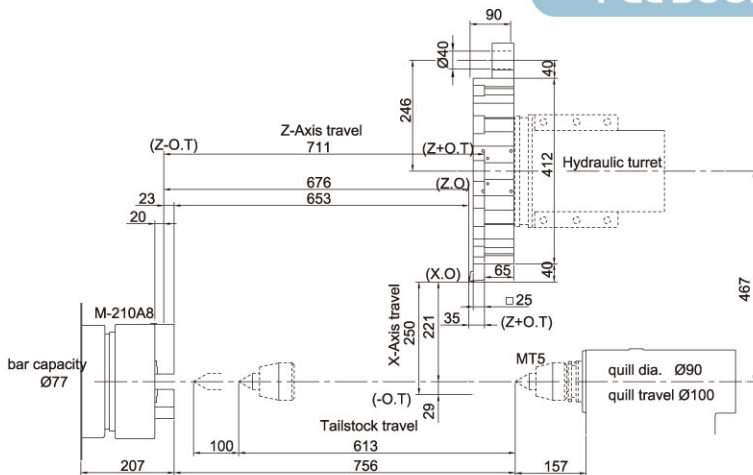 90
Ø40
40
246
Z-Axis travel
(Z-O.T)
711
(Z+O.T)
412
Hydraulic turret
676
(Z.O)
23
653
20
(X.O)
65
40
467
M-210A8
X-Axis travel
250
221
□25
35
(Z+O.T)
bar capacity
Ø77
MT5
quill dia. Ø90
quill travel Ø100
(-O.T)
29
Tailstock travel
100
613
207
756
157